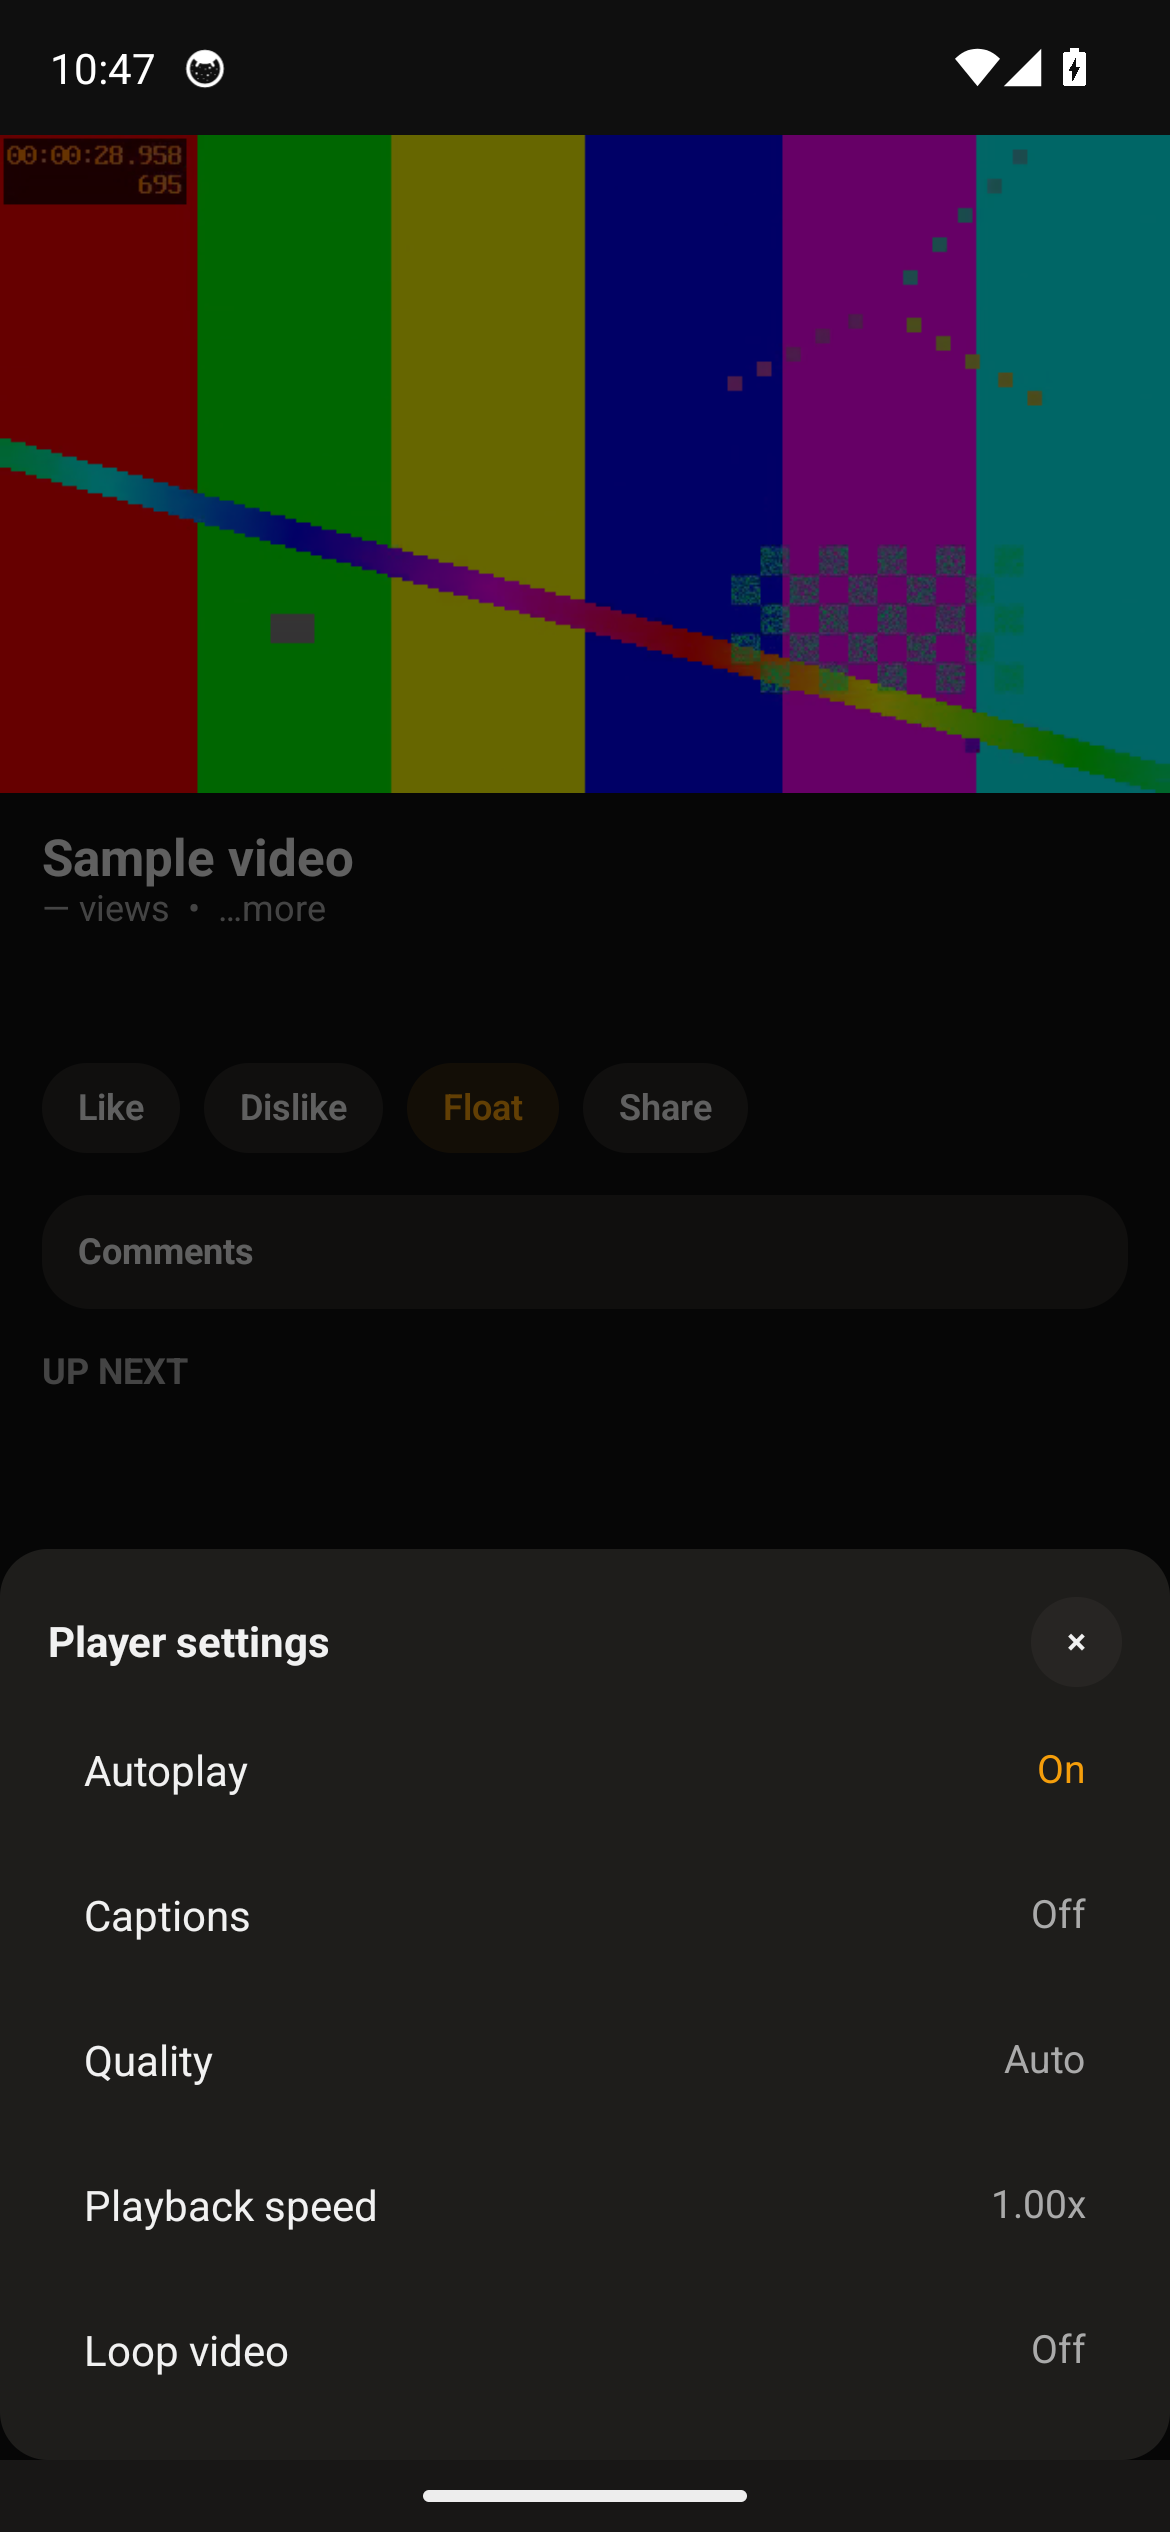 10:47
00:00:28.958
695
Sample video
— views • …more
Like Dislike Float Share
Comments
UP NEXT
Player settings ×
Autoplay On
Captions Off
Quality Auto
Playback speed 1.00x
Loop video Off